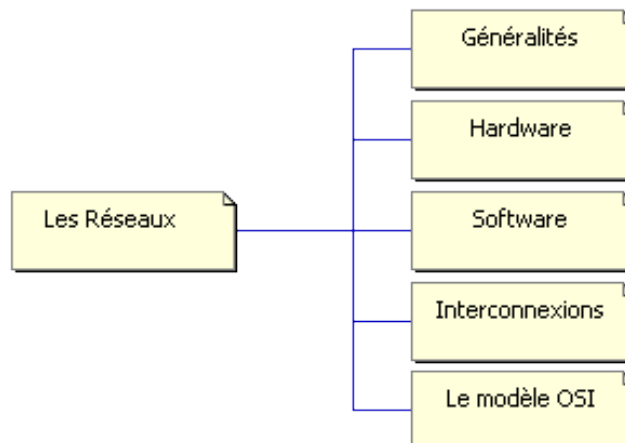 Les Réseaux
Généralités
Hardware
Software
Interconnexions
Le modèle OSI